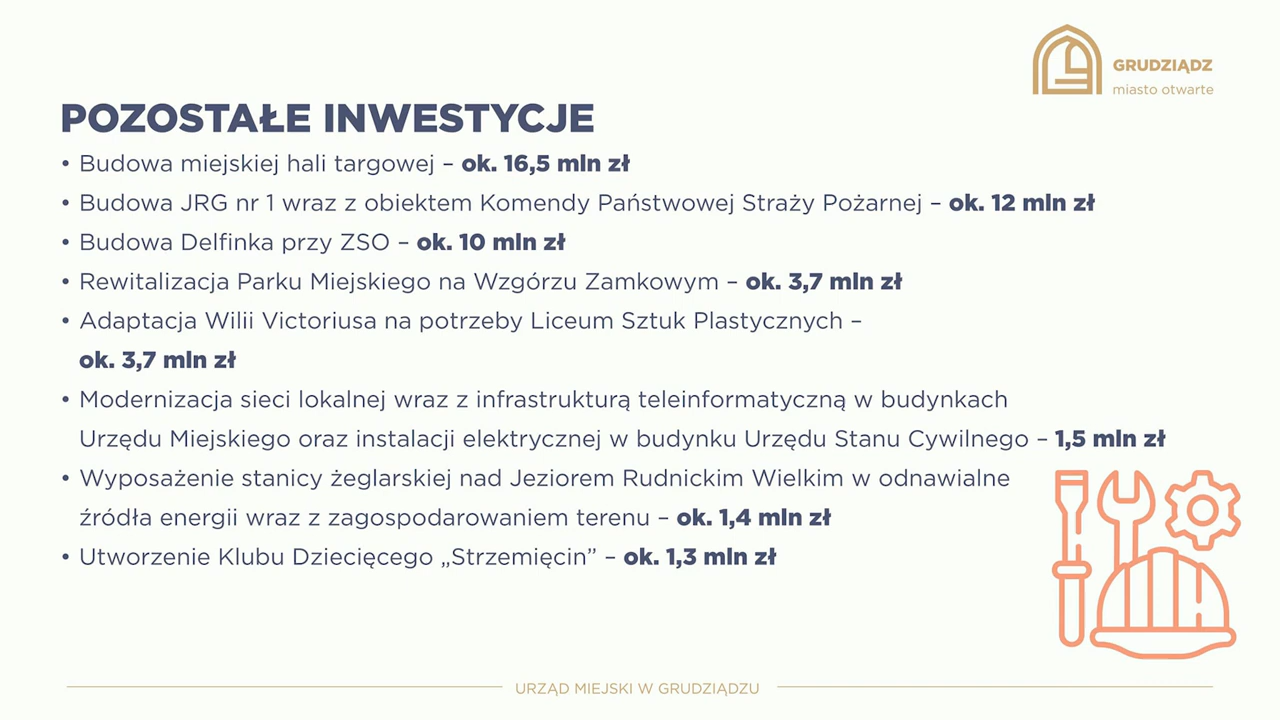 GRUDZIĄDZ
miasto otwarte
POZOSTAŁE INWESTYCJE
• Budowa miejskiej hali targowej – ok. 16,5 mln zł
• Budowa JRG nr 1 wraz z obiektem Komendy Państwowej Straży Pożarnej – ok. 12 mln zł
• Budowa Delfinka przy ZSO – ok. 10 mln zł
• Rewitalizacja Parku Miejskiego na Wzgórzu Zamkowym – ok. 3,7 mln zł
• Adaptacja Wilii Victoriusa na potrzeby Liceum Sztuk Plastycznych –
ok. 3,7 mln zł
• Modernizacja sieci lokalnej wraz z infrastrukturą teleinformatyczną w budynkach
Urzędu Miejskiego oraz instalacji elektrycznej w budynku Urzędu Stanu Cywilnego – 1,5 mln zł
• Wyposażenie stanicy żeglarskiej nad Jeziorem Rudnickim Wielkim w odnawialne
źródła energii wraz z zagospodarowaniem terenu – ok. 1,4 mln zł
• Utworzenie Klubu Dziecięcego „Strzemięcin” – ok. 1,3 mln zł
URZĄD MIEJSKI W GRUDZIĄDZU